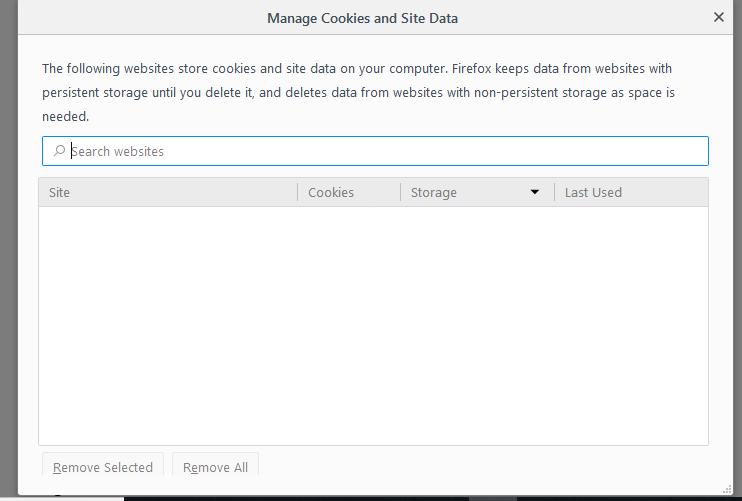 Manage Cookies and Site Data
The following websites store cookies and site data on your computer. Firefox keeps data from websites with
persistent storage until you delete it, and deletes data from websites with non-persistent storage as space is
needed.
Search websites
Site Cookies Storage Last Used
Remove Selected Remove All